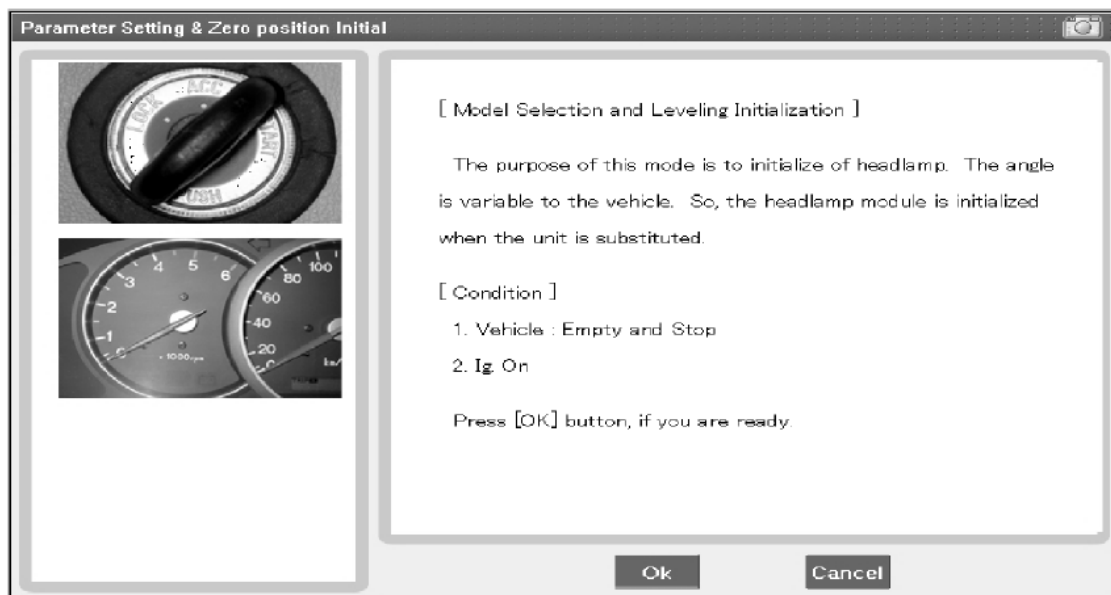 Parameter Setting & Zero position Initial
LOCK ACC START
PUSH
0 1 2 3 4 5 6
x1000rpm
0 20 40 60 80 100
km/
[ Model Selection and Leveling Initialization ]
The purpose of this mode is to initialize of headlamp. The angle
is variable to the vehicle. So, the headlamp module is initialized
when the unit is substituted.
[ Condition ]
1. Vehicle : Empty and Stop
2. Ig. On
Press [OK] button, if you are ready.
Ok
Cancel